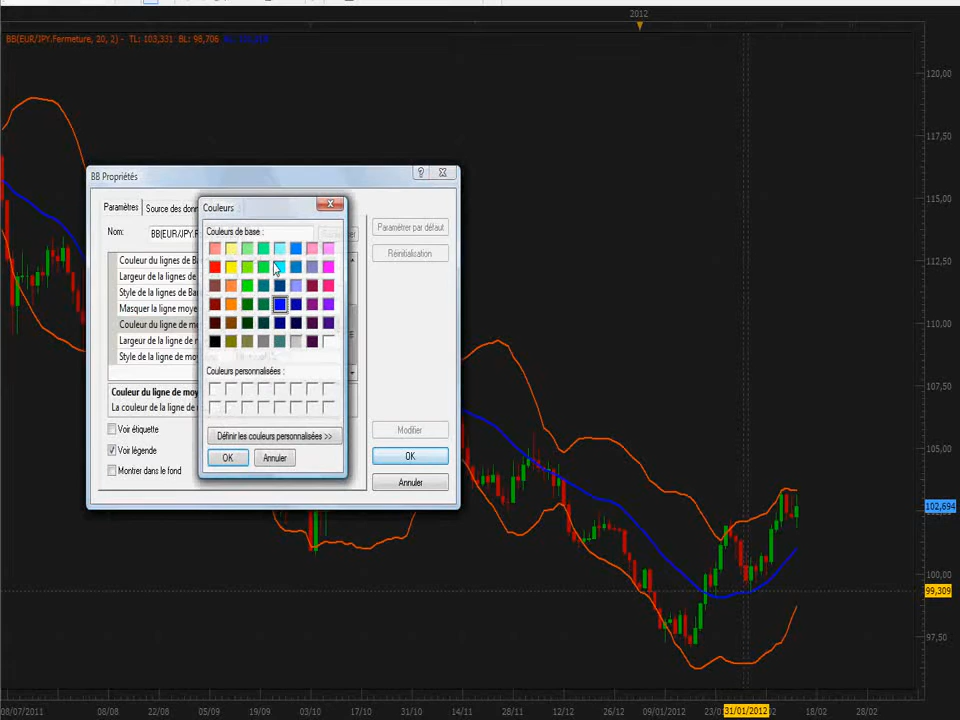 2012
BB(EUR/JPY.Fermeture, 20, 2) - TL: 103,331 BL: 98,706
120,00
117,50
115,00
112,50
110,00
107,50
105,00
102,694
100,00
99,309
97,50
BB Propriétés
Paramètres
Source des donn
Nom:
BB(EUR/JPY.F
Couleur du lignes de Ba
Largeur de la lignes de
Style de la lignes de Ba
Masquer la ligne moye
Couleur du ligne de mo
Largeur de la ligne de
Style de la ligne de moy
Couleur du ligne de moy
La couleur de la ligne de
Voir étiquette
Voir légende
Montrer dans le fond
Paramétrer par défaut
Réinitialisation
Modifier
OK
Annuler
Couleurs
Couleurs de base :
Couleurs personnalisées :
Définir les couleurs personnalisées >>
OK
Annuler
08/07/2011
08/08
22/08
05/09
19/09
03/10
17/10
31/10
14/11
28/11
12/12
26/12
09/01/2012
23/0
31/01/2012
02
18/02
28/02